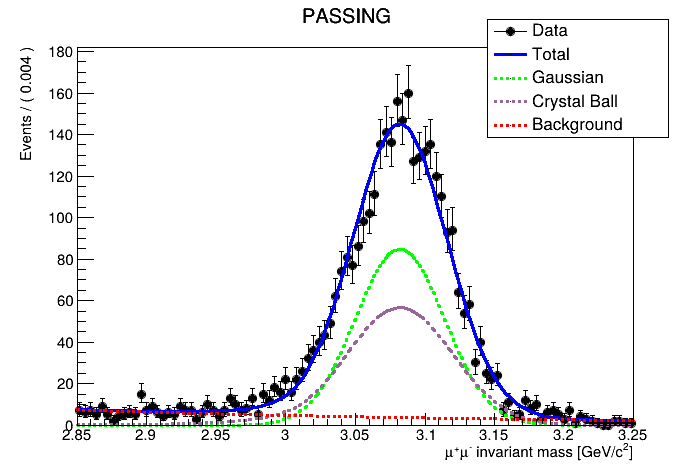 PASSING
Data
Total
Gaussian
Crystal Ball
Background
Events / ( 0.004 )
180
160
140
120
100
80
60
40
20
0
2.85 2.9 2.95 3 3.05 3.1 3.15 3.2 3.25
μ⁺μ⁻ invariant mass [GeV/c²]